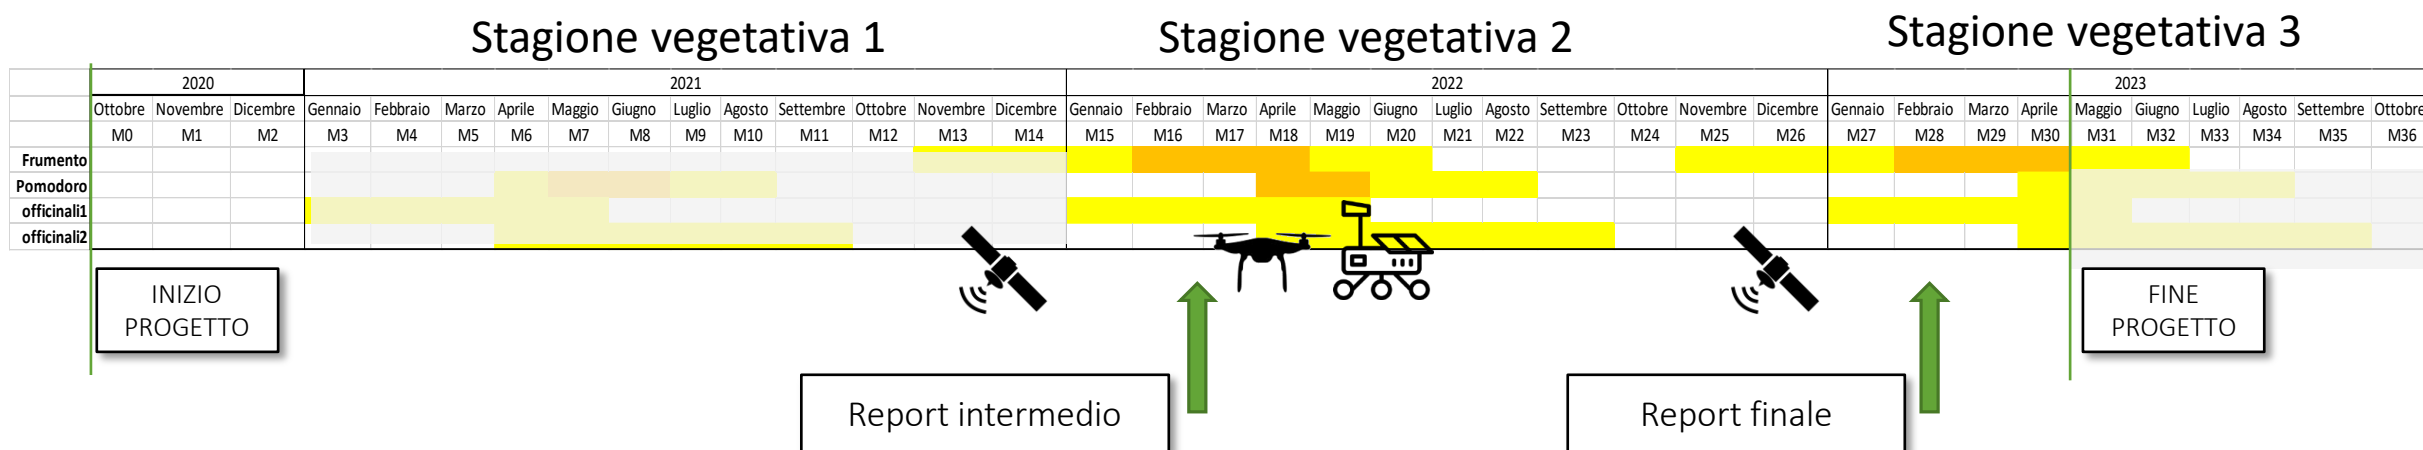 Stagione vegetativa 1 Stagione vegetativa 2 Stagione vegetativa 3
2020 2021 2022 2023
Ottobre Novembre Dicembre Gennaio Febbraio Marzo Aprile Maggio Giugno Luglio Agosto Settembre Ottobre Novembre Dicembre Gennaio Febbraio Marzo Aprile Maggio Giugno Luglio Agosto Settembre Ottobre Novembre Dicembre Gennaio Febbraio Marzo Aprile Maggio Giugno Luglio Agosto Settembre Ottobre
M0 M1 M2 M3 M4 M5 M6 M7 M8 M9 M10 M11 M12 M13 M14 M15 M16 M17 M18 M19 M20 M21 M22 M23 M24 M25 M26 M27 M28 M29 M30 M31 M32 M33 M34 M35 M36
Frumento
Pomodoro
officinali1
officinali2
INIZIO
PROGETTO
FINE
PROGETTO
Report intermedio
Report finale